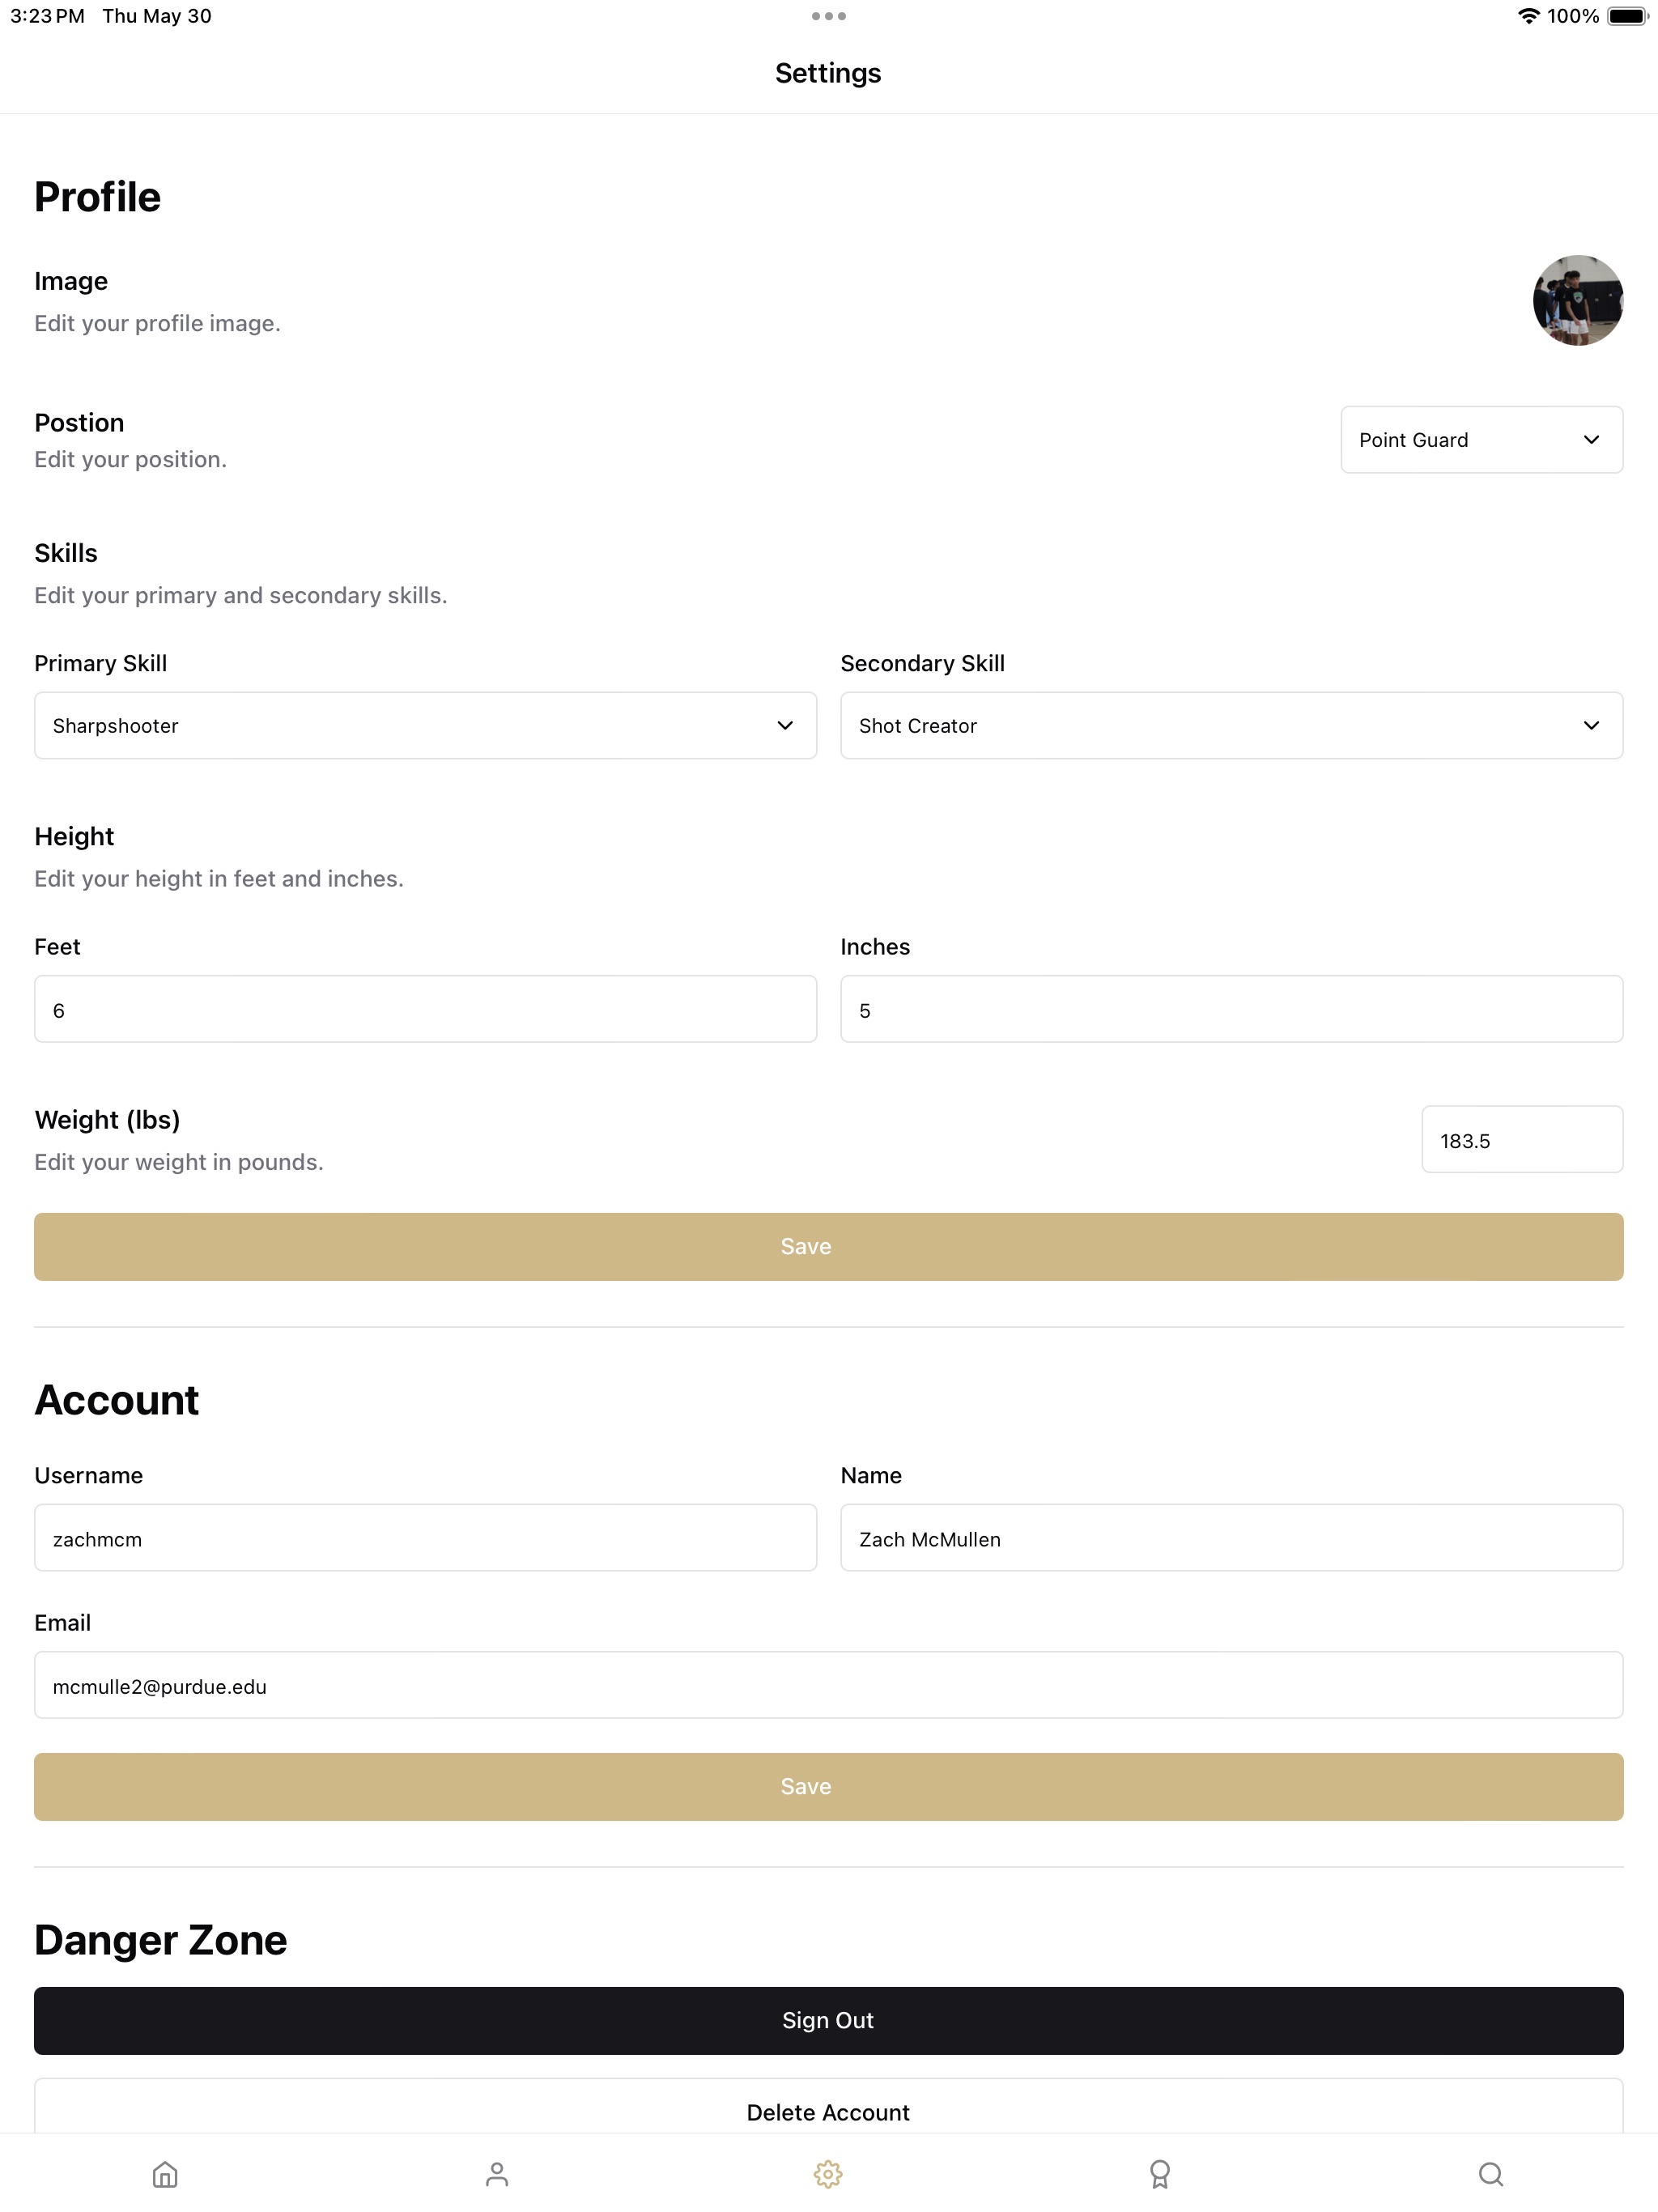 3:23 PM Thu May 30
100%
Settings
Profile
Image
Edit your profile image.
Postion
Edit your position.
Point Guard
Skills
Edit your primary and secondary skills.
Primary Skill
Secondary Skill
Sharpshooter
Shot Creator
Height
Edit your height in feet and inches.
Feet
Inches
6
5
Weight (lbs)
Edit your weight in pounds.
183.5
Save
Account
Username
Name
zachmcm
Zach McMullen
Email
mcmulle2@purdue.edu
Save
Danger Zone
Sign Out
Delete Account